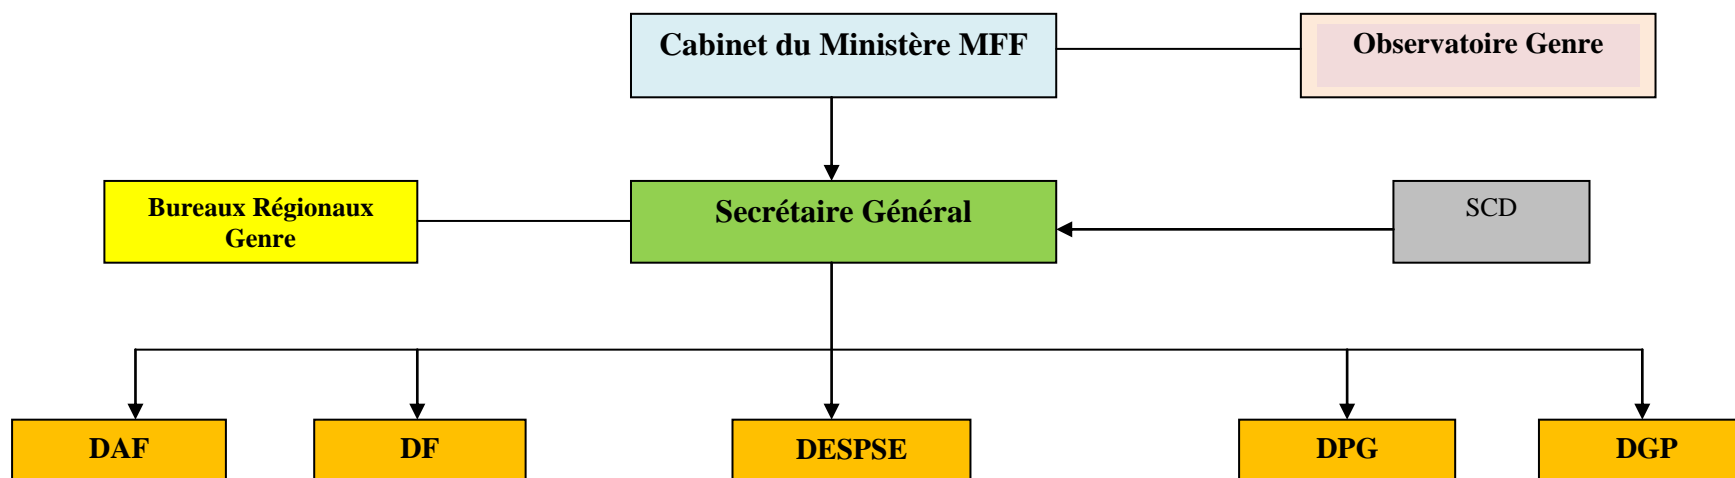 Cabinet du Ministère MFF
Observatoire Genre
Bureaux Régionaux
Genre
Secrétaire Général
SCD
DAF
DF
DESPSE
DPG
DGP